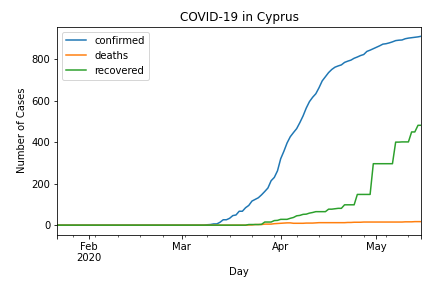 COVID-19 in Cyprus
confirmed
deaths
recovered
Number of Cases
800
600
400
200
0
Feb
2020
Mar
Apr
May
Day